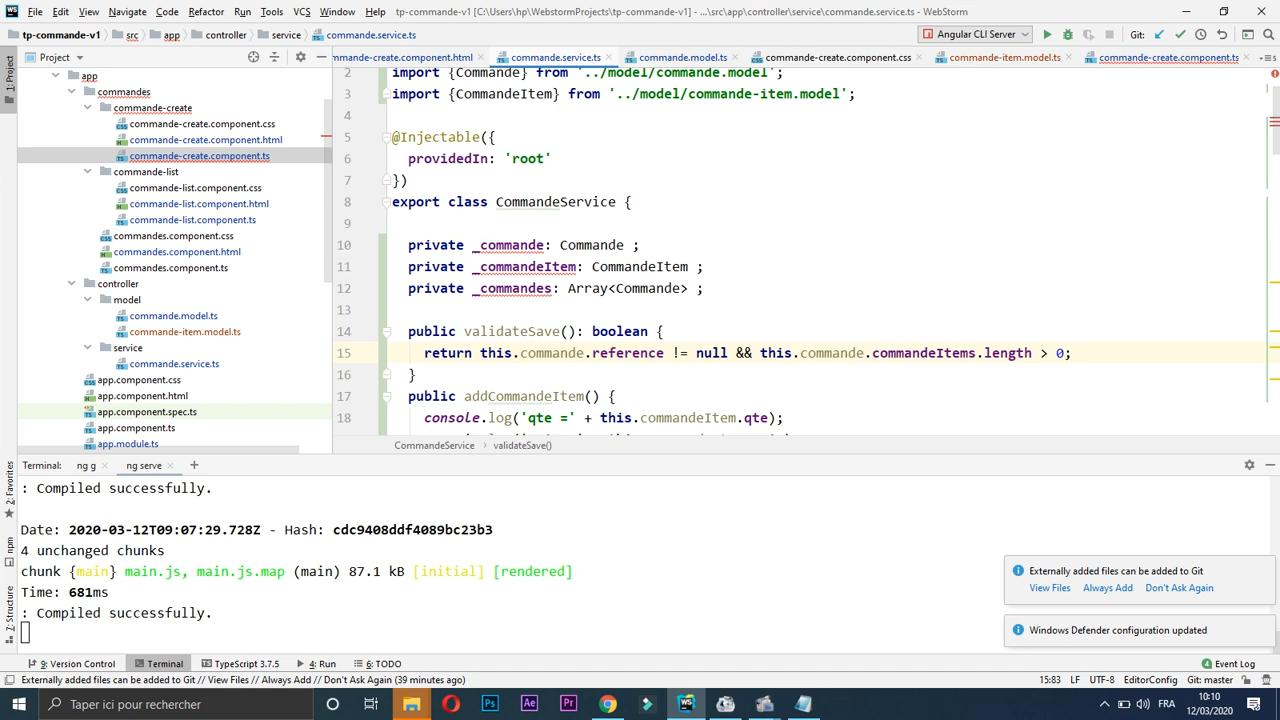 File Edit View Navigate Code Refactor Run Tools VCS Window Help tp-commande-v1 [C:\Users\hp\WebstormProjects\tp-commande-v1] - ...\src\app\controller\service\commande.service.ts - WebStorm
tp-commande-v1 src app controller service commande.service.ts Angular CLI Server Git:
Project commande-create.component.html commande.service.ts commande.model.ts commande-create.component.css commande-item.model.ts commande-create.component.ts
app
commandes
commande-create
commande-create.component.css
commande-create.component.html
commande-create.component.ts
commande-list
commande-list.component.css
commande-list.component.html
commande-list.component.ts
commandes.component.css
commandes.component.html
commandes.component.ts
controller
model
commande.model.ts
commande-item.model.ts
service
commande.service.ts
app.component.css
app.component.html
app.component.spec.ts
app.component.ts
app.module.ts
1: Project
2: Favorites
npm
7: Structure
2 import {Commande} from '../model/commande.model';
3 import {CommandeItem} from '../model/commande-item.model';
4
5 @Injectable({
6 providedIn: 'root'
7 })
8 export class CommandeService {
9
10 private _commande: Commande ;
11 private _commandeItem: CommandeItem ;
12 private _commandes: Array<Commande> ;
13
14 public validateSave(): boolean {
15 return this.commande.reference != null && this.commande.commandeItems.length > 0;
16 }
17 public addCommandeItem() {
18 console.log('qte =' + this.commandeItem.qte);
CommandeService validateSave()
Terminal: ng g ng serve
: Compiled successfully.
Date: 2020-03-12T09:07:29.728Z - Hash: cdc9408ddf4089bc23b3
4 unchanged chunks
chunk {main} main.js, main.js.map (main) 87.1 kB [initial] [rendered]
Time: 681ms
: Compiled successfully.
Externally added files can be added to Git
View Files Always Add Don't Ask Again
Windows Defender configuration updated
9: Version Control Terminal TypeScript 3.7.5 4: Run 6: TODO 4 Event Log
Externally added files can be added to Git // View Files // Always Add // Don't Ask Again (39 minutes ago) 15:83 LF UTF-8 EditorConfig Git: master
Taper ici pour rechercher FRA 10:10
12/03/2020